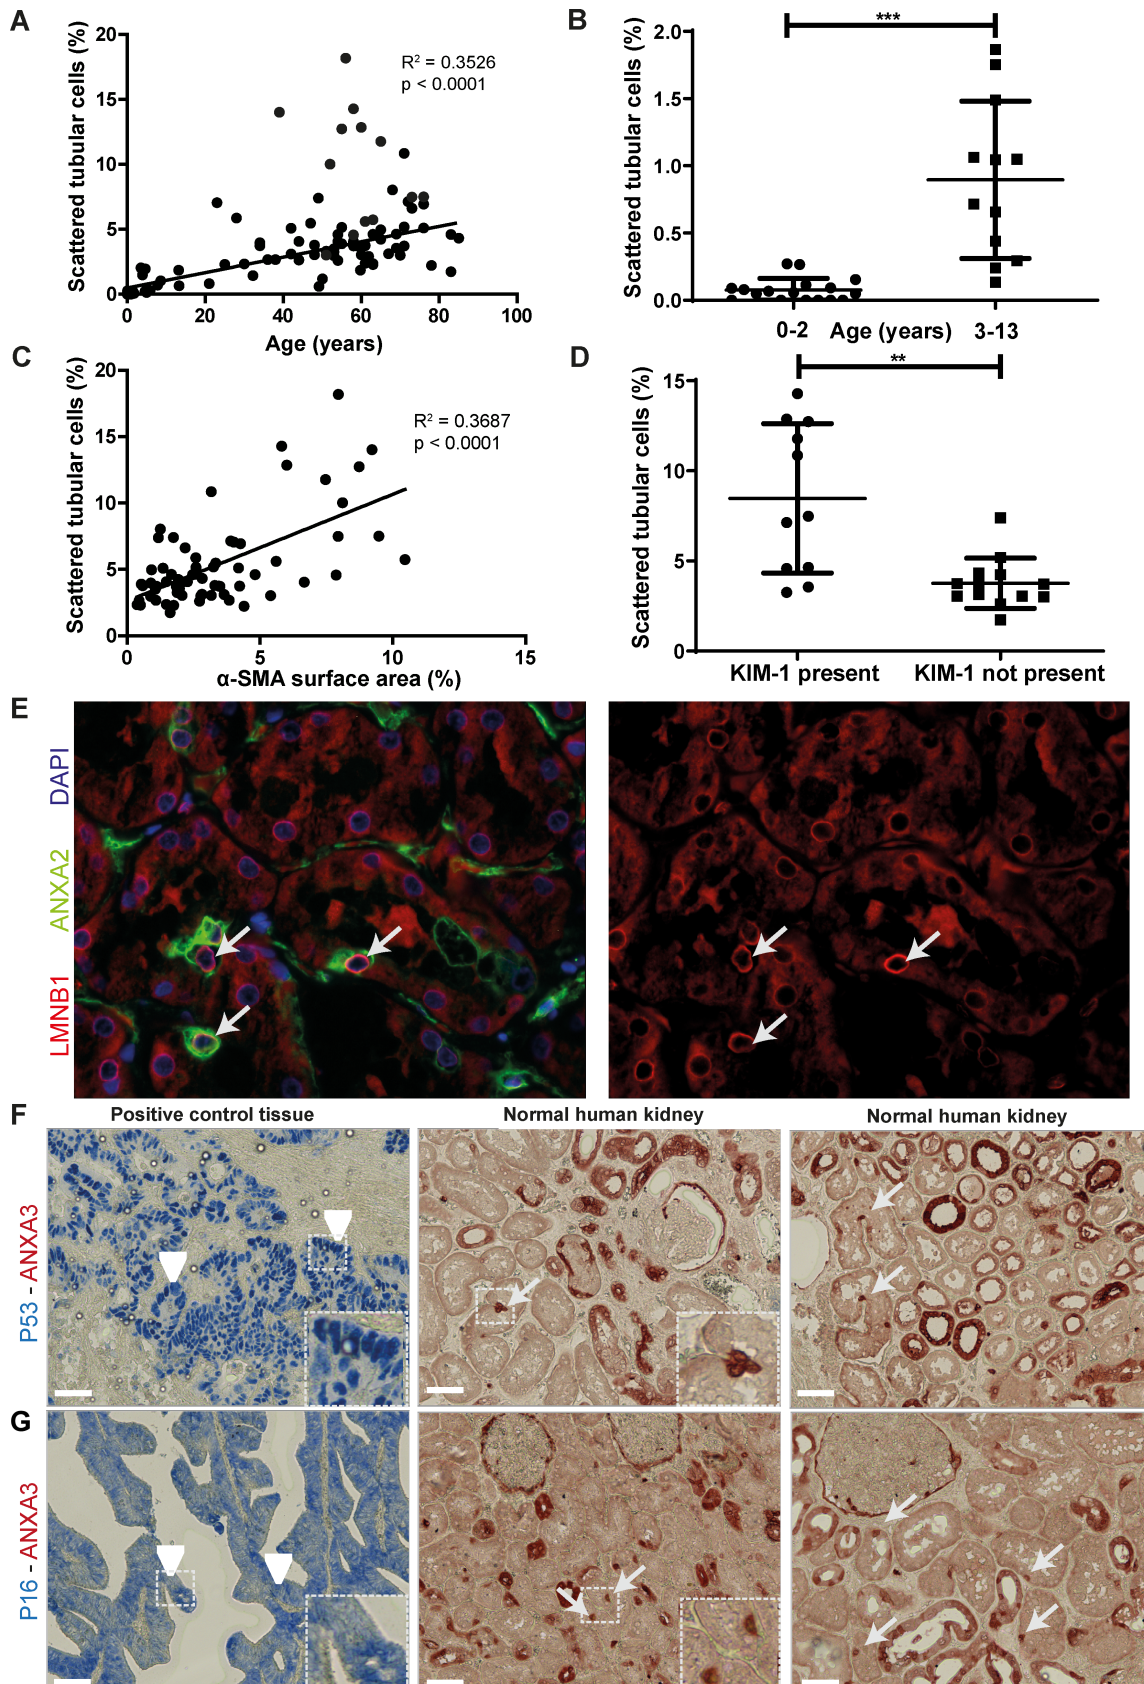 A
Scattered tubular cells (%)
20
15
10
5
0
R² = 0.3526
p < 0.0001
0 20 40 60 80 100
Age (years)
B
Scattered tubular cells (%)
2.0
1.5
1.0
0.5
0.0
***
0-2 Age (years) 3-13
C
Scattered tubular cells (%)
20
15
10
5
0
R² = 0.3687
p < 0.0001
0 5 10 15
α-SMA surface area (%)
D
Scattered tubular cells (%)
15
10
5
0
**
KIM-1 present KIM-1 not present
E
LMNB1 ANXA2 DAPI
F
Positive control tissue Normal human kidney Normal human kidney
P53 - ANXA3
G
P16 - ANXA3